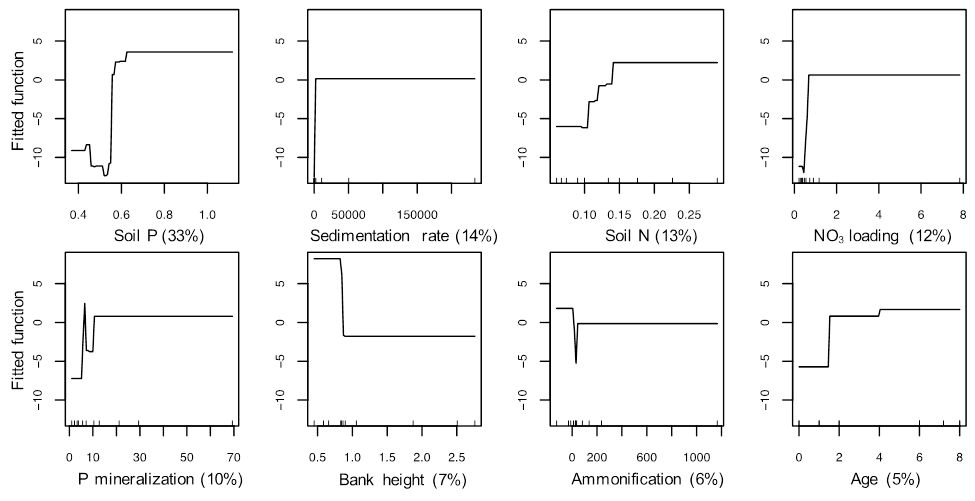 Fitted function
5
0
−5
−10
0.4 0.6 0.8 1.0
Soil P (33%)
5
0
−5
−10
0 50000 150000
Sedimentation rate (14%)
5
0
−5
−10
0.10 0.15 0.20 0.25
Soil N (13%)
5
0
−5
−10
0 2 4 6 8
NO₃ loading (12%)
Fitted function
5
0
−5
−10
0 10 20 30 40 50 60 70
P mineralization (10%)
5
0
−5
−10
0.5 1.0 1.5 2.0 2.5
Bank height (7%)
5
0
−5
−10
0 200 600 1000
Ammonification (6%)
5
0
−5
−10
0 2 4 6 8
Age (5%)